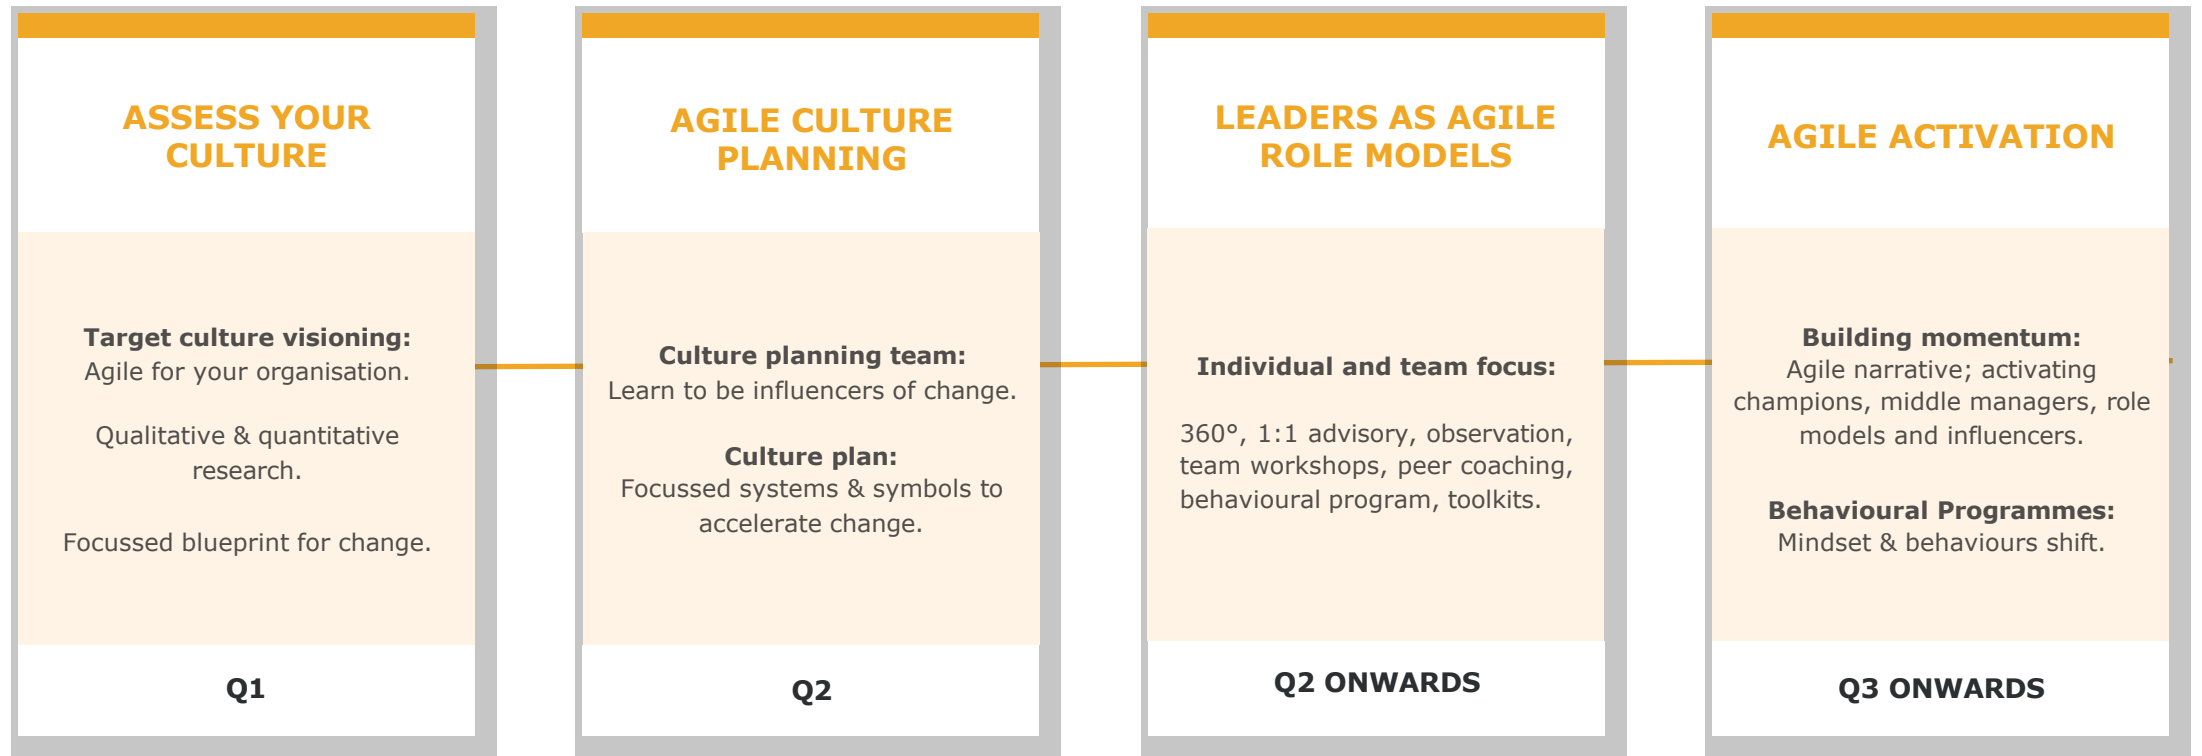 ASSESS YOUR
CULTURE
Target culture visioning:
Agile for your organisation.
Qualitative & quantitative
research.
Focussed blueprint for change.
Q1
AGILE CULTURE
PLANNING
Culture planning team:
Learn to be influencers of change.
Culture plan:
Focussed systems & symbols to
accelerate change.
Q2
LEADERS AS AGILE
ROLE MODELS
Individual and team focus:
360°, 1:1 advisory, observation,
team workshops, peer coaching,
behavioural program, toolkits.
Q2 ONWARDS
AGILE ACTIVATION
Building momentum:
Agile narrative; activating
champions, middle managers, role
models and influencers.
Behavioural Programmes:
Mindset & behaviours shift.
Q3 ONWARDS